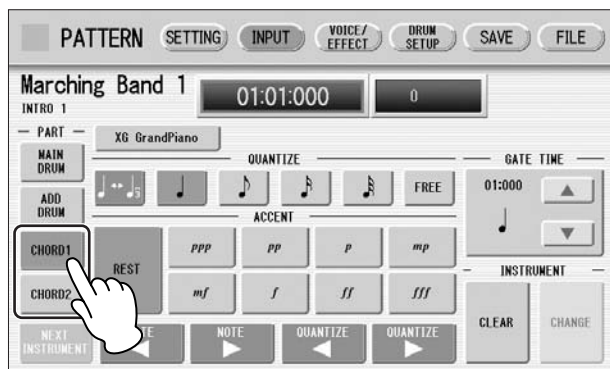 PATTERN SETTING INPUT VOICE/ EFFECT DRUM SETUP SAVE FILE
Marching Band 1
INTRO 1
01:01:000 0
PART
XG GrandPiano
MAIN DRUM
QUANTIZE
GATE TIME
FREE
01:000
ADD DRUM
ACCENT
CHORD1
REST
ppp pp p mp
INSTRUMENT
CHORD2
mf f ff fff
CLEAR CHANGE
NEXT INSTRUMENT
NOTE QUANTIZE QUANTIZE